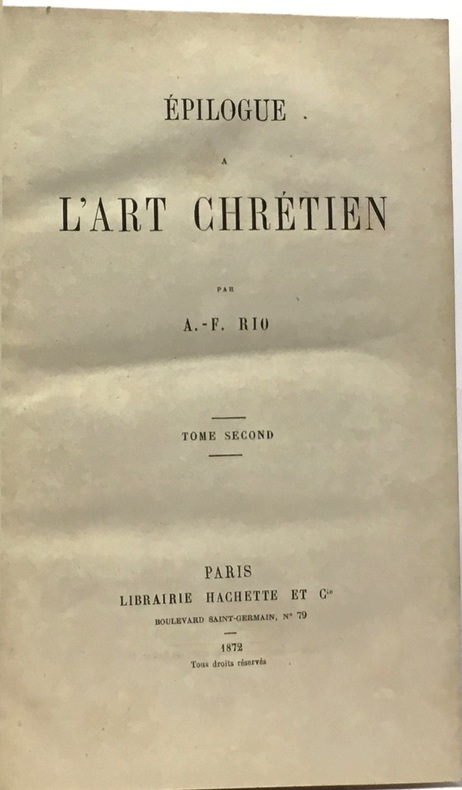 ÉPILOGUE
A
L'ART CHRÉTIEN
PAR
A.-F. RIO
TOME SECOND
PARIS
LIBRAIRIE HACHETTE ET Cie
BOULEVARD SAINT-GERMAIN, No 79
1872
Tous droits réservés